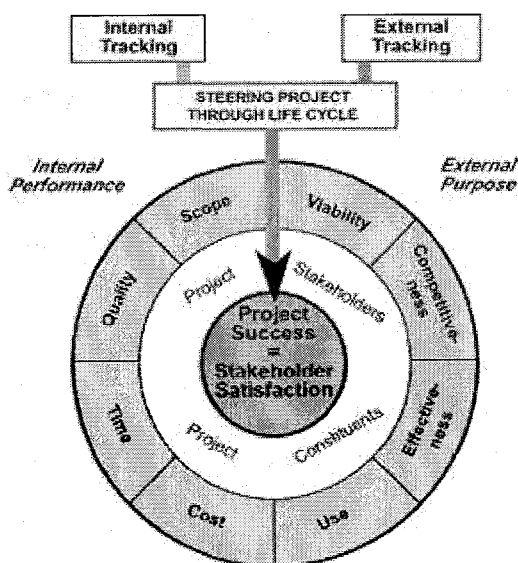 Internal
Tracking
External
Tracking
STEERING PROJECT
THROUGH LIFE CYCLE
Internal
Performance
External
Purpose
Scope
Viability
Quality
Competitive-
ness
Project
Stakeholders
Project
Success
=
Stakeholder
Satisfaction
Time
Effective-
ness
Project
Constituents
Cost
Use